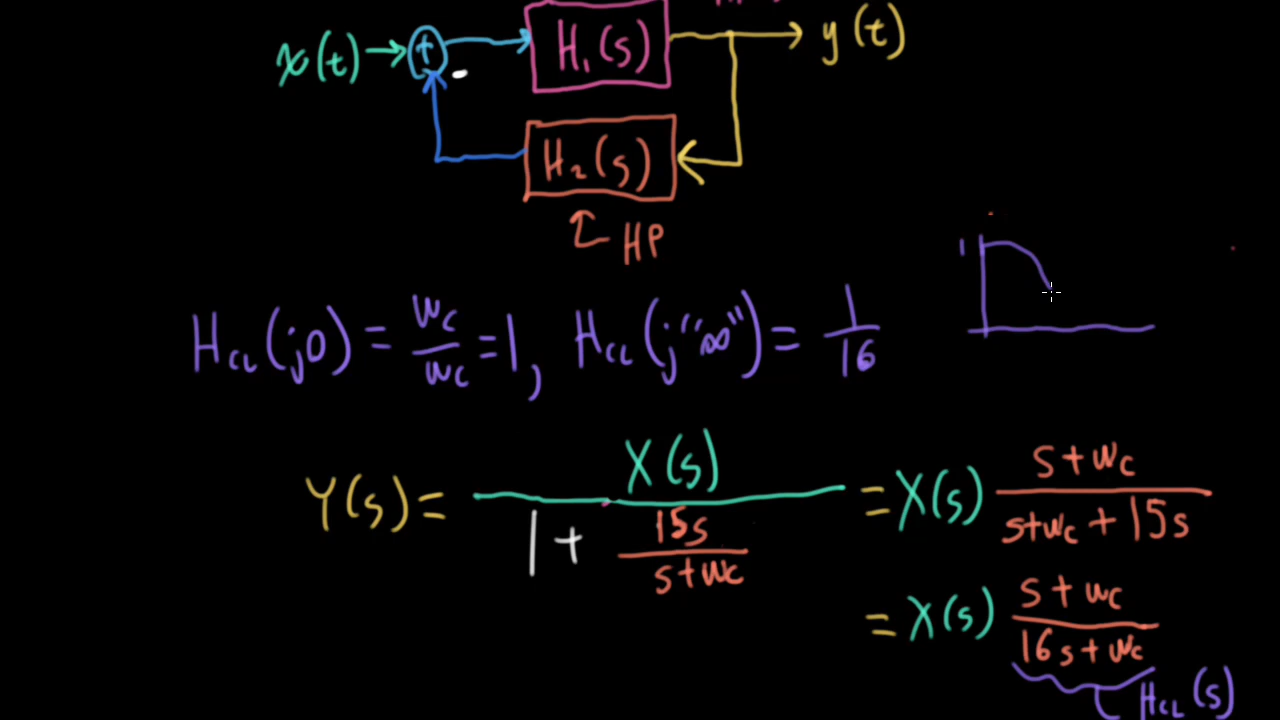 x(t) + H₁(s) y(t)
-
H₂(s)
HP
1
H_CL(j0) = w_c/w_c = 1, H_CL(j"∞") = 1/16
Y(s) = X(s)/(1 + 15s/(s+w_c)) = X(s) (s+w_c)/(s+w_c+15s)
= X(s) (s+w_c)/(16s+w_c)
H_CL(s)